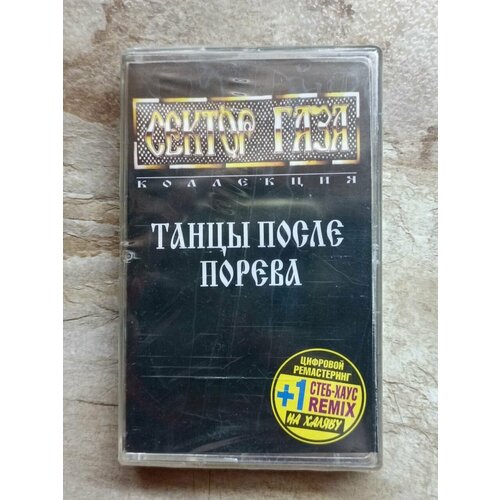 СЕКТОР ГАЗА
КОЛЛЕКЦИЯ
ТАНЦЫ ПОСЛЕ
ПОРЕВА
ЦИФРОВОЙ
РЕМАСТЕРИНГ
+1 СТЕБ-ХАУС
REMIX
НА ХАЛЯВУ